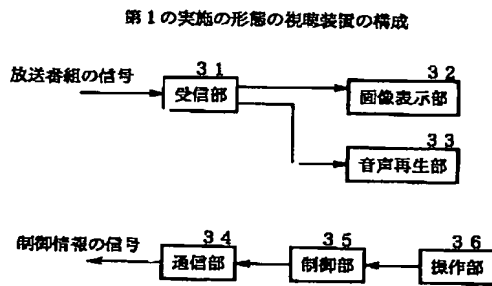 第１の実施の形態の視聴装置の構成
放送番組の信号
３１
受信部
３２
画像表示部
３３
音声再生部
制御情報の信号
３４
通信部
３５
制御部
３６
操作部